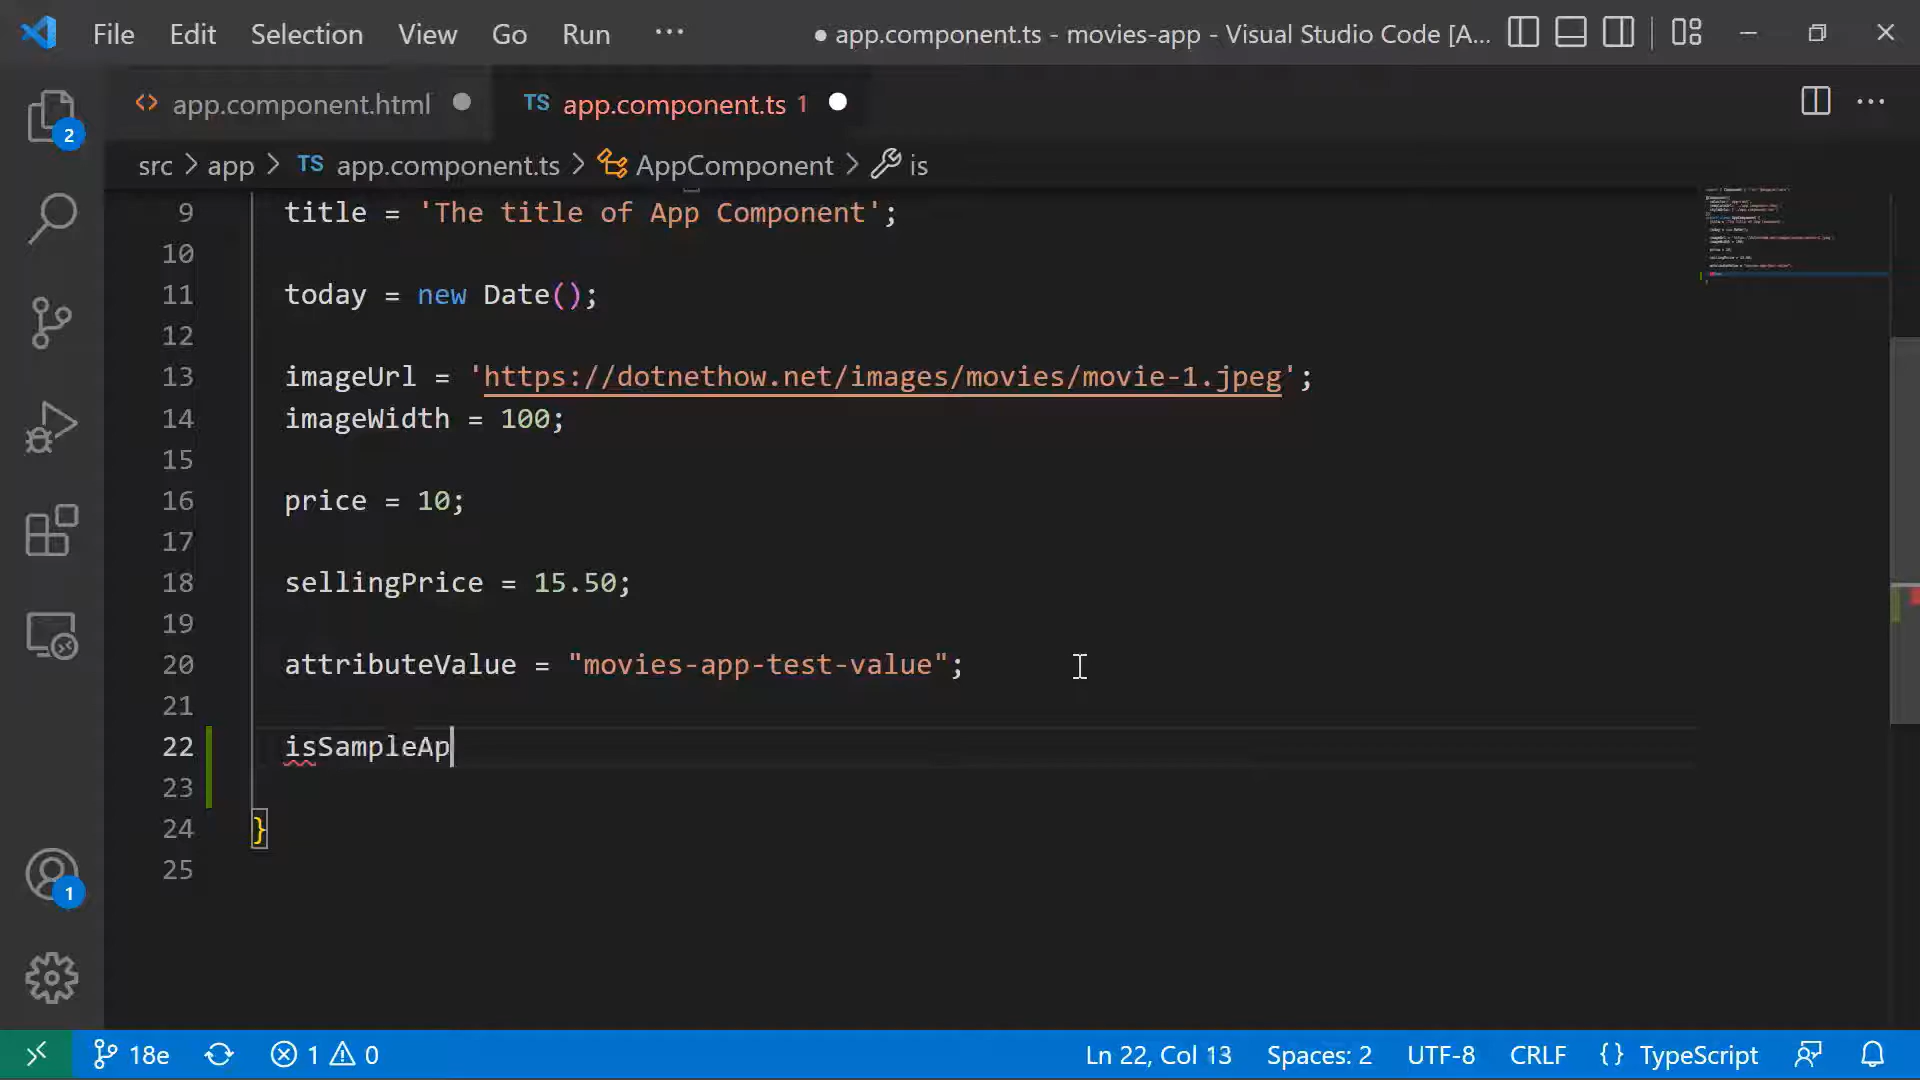 File Edit Selection View Go Run ··· ● app.component.ts - movies-app - Visual Studio Code [A...
app.component.html ● TS app.component.ts 1 ●
src > app > TS app.component.ts > AppComponent > is
9 title = 'The title of App Component';
10
11 today = new Date();
12
13 imageUrl = 'https://dotnethow.net/images/movies/movie-1.jpeg';
14 imageWidth = 100;
15
16 price = 10;
17
18 sellingPrice = 15.50;
19
20 attributeValue = "movies-app-test-value";
21
22 isSampleAp
23
24 }
25
2
1
18e 1 0 Ln 22, Col 13 Spaces: 2 UTF-8 CRLF {} TypeScript